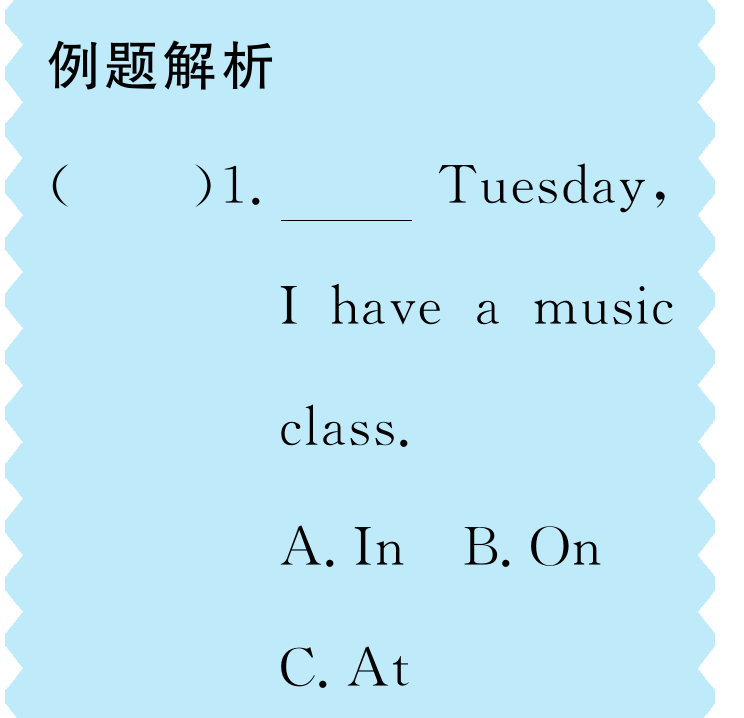 例题解析
(　　)1. ____ Tuesday,
I have a music
class.
A. In　B. On
C. At